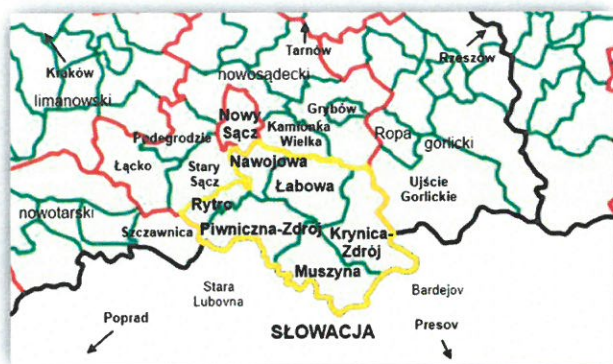 Kraków
Tarnów
Rzeszów
nowosądecki
limanowski
Nowy
Sącz
Grybów
Kamionka
Wielka
Podegrodzie
Ropa
gorlicki
Łącko
Stary
Sącz
Nawojowa
Łabowa
Ujście
Gorlickie
Rytro
nowotarski
Szczawnica
Piwniczna-Zdrój
Krynica-
Zdrój
Muszyna
Stara
Lubovna
Bardejov
Poprad
SŁOWACJA
Presov